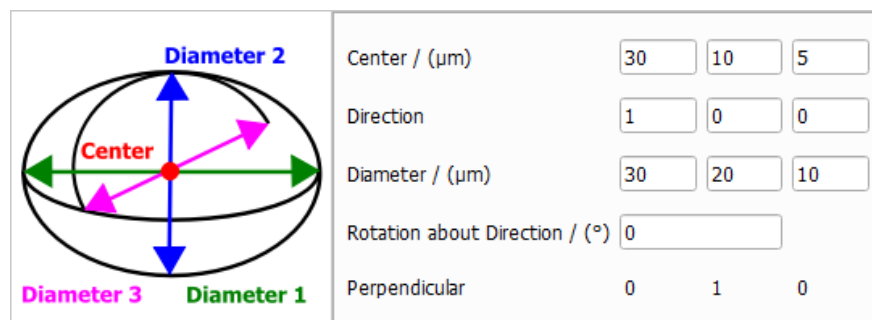 Diameter 2
Center
Diameter 3 Diameter 1
Center / (µm) 30 10 5
Direction 1 0 0
Diameter / (µm) 30 20 10
Rotation about Direction / (°) 0
Perpendicular 0 1 0